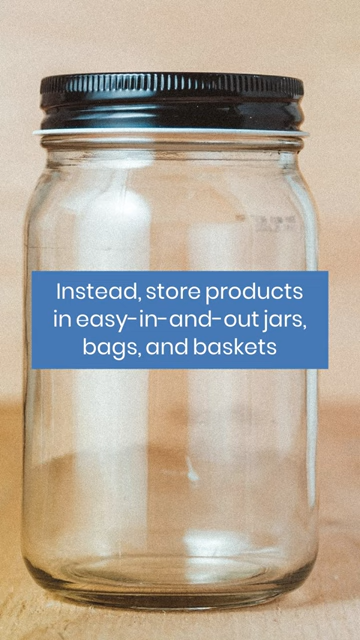 Instead, store products
in easy-in-and-out jars,
bags, and baskets